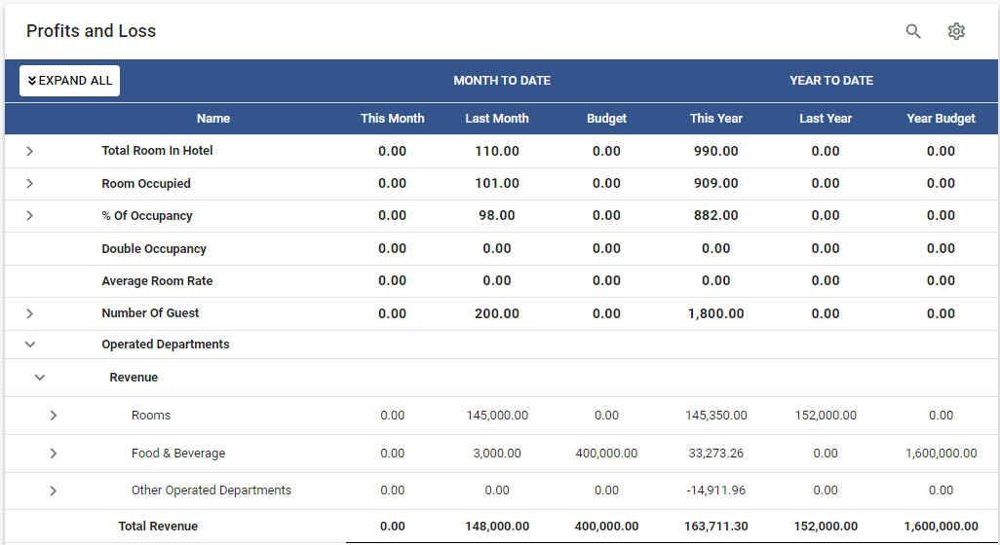 Profits and Loss
EXPAND ALL MONTH TO DATE YEAR TO DATE
Name This Month Last Month Budget This Year Last Year Year Budget
Total Room In Hotel 0.00 110.00 0.00 990.00 0.00 0.00
Room Occupied 0.00 101.00 0.00 909.00 0.00 0.00
% Of Occupancy 0.00 98.00 0.00 882.00 0.00 0.00
Double Occupancy 0.00 0.00 0.00 0.00 0.00 0.00
Average Room Rate 0.00 0.00 0.00 0.00 0.00 0.00
Number Of Guest 0.00 200.00 0.00 1,800.00 0.00 0.00
Operated Departments
Revenue
Rooms 0.00 145,000.00 0.00 145,350.00 152,000.00 0.00
Food & Beverage 0.00 3,000.00 400,000.00 33,273.26 0.00 1,600,000.00
Other Operated Departments 0.00 0.00 0.00 -14,911.96 0.00 0.00
Total Revenue 0.00 148,000.00 400,000.00 163,711.30 152,000.00 1,600,000.00